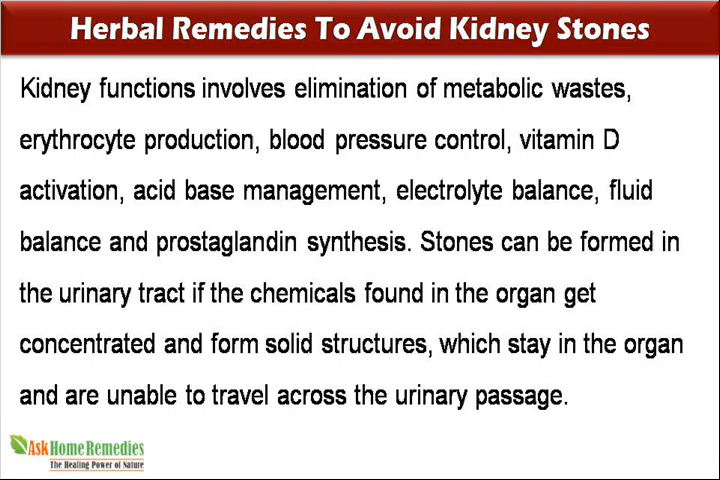 Herbal Remedies To Avoid Kidney Stones
Kidney functions involves elimination of metabolic wastes,
erythrocyte production, blood pressure control, vitamin D
activation, acid base management, electrolyte balance, fluid
balance and prostaglandin synthesis. Stones can be formed in
the urinary tract if the chemicals found in the organ get
concentrated and form solid structures, which stay in the organ
and are unable to travel across the urinary passage.
AskHomeRemedies
The Healing Power of Nature